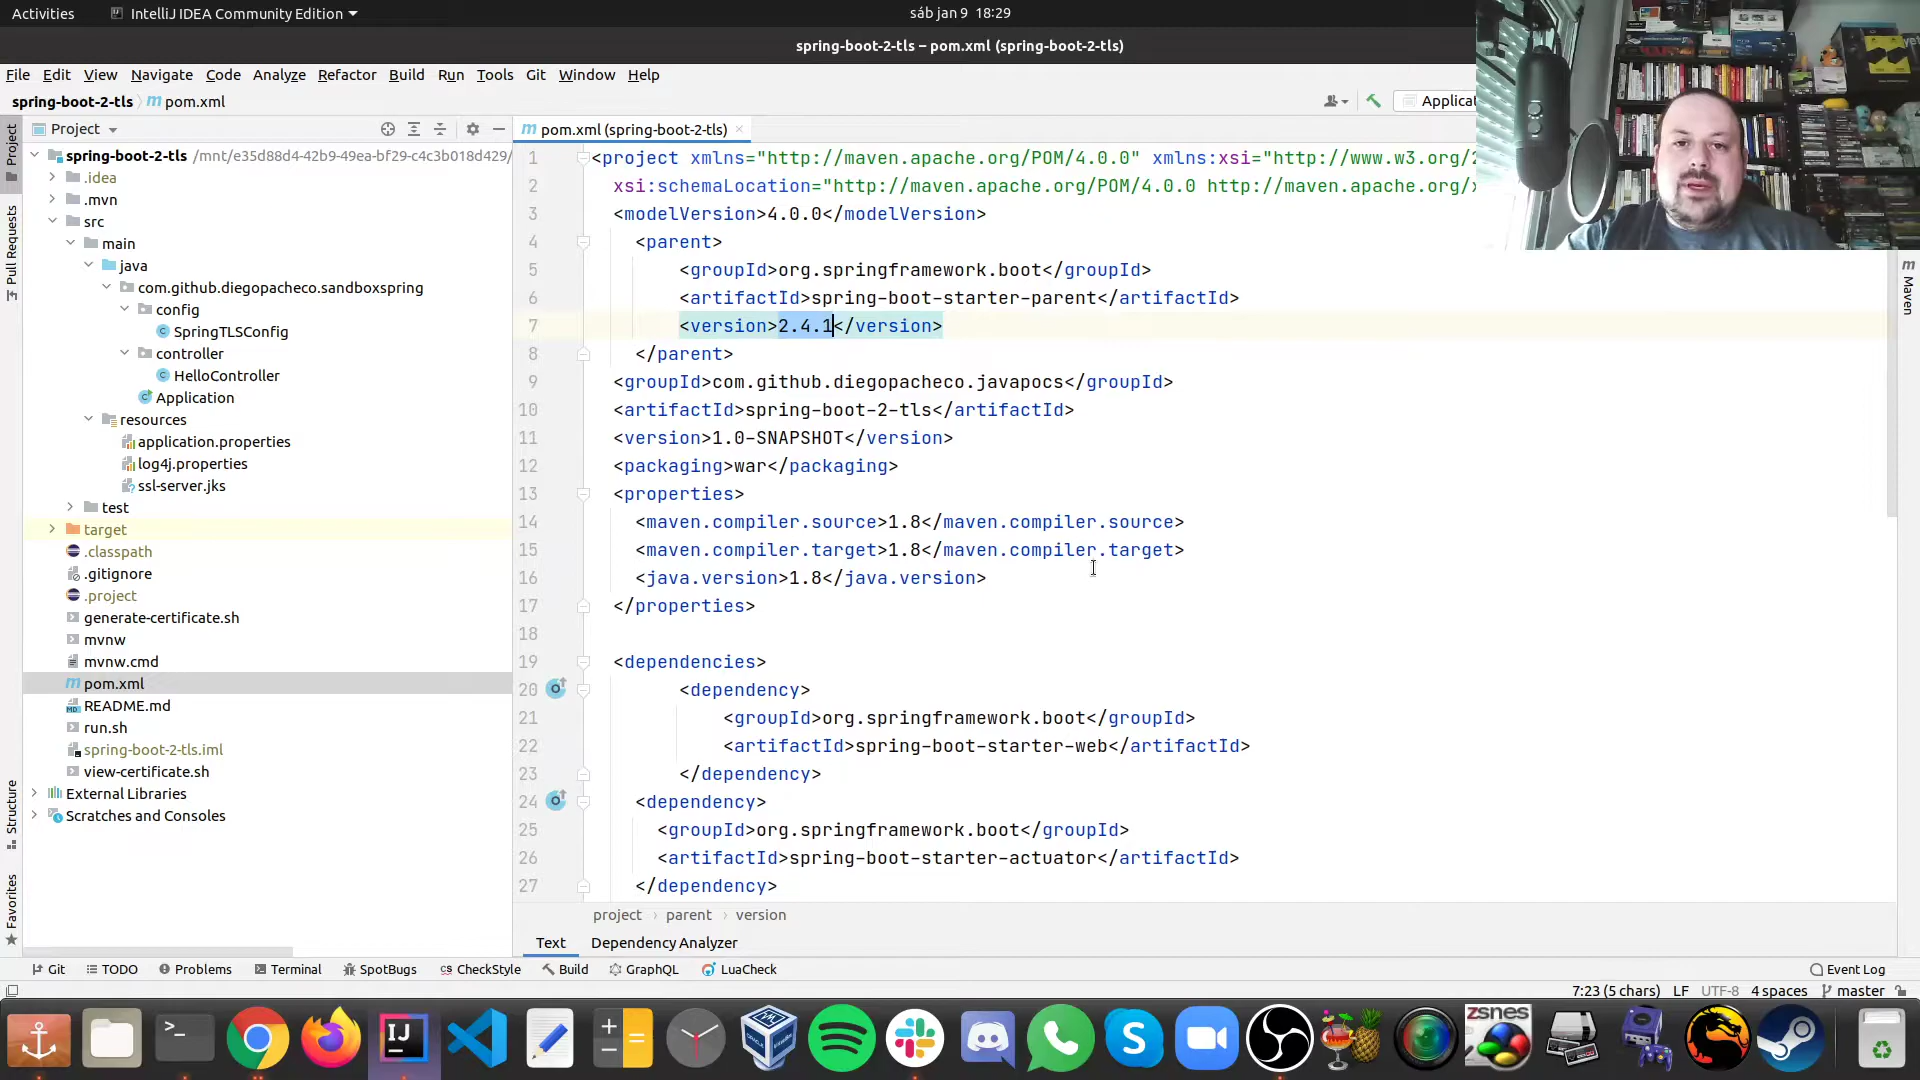 Activities
IntelliJ IDEA Community Edition
sáb jan 9 18:29
spring-boot-2-tls – pom.xml (spring-boot-2-tls)
File Edit View Navigate Code Analyze Refactor Build Run Tools Git Window Help
spring-boot-2-tls
m pom.xml
Applica
Project
pom.xml (spring-boot-2-tls)
Project
Pull Requests
Structure
Favorites
Maven
spring-boot-2-tls /mnt/e35d88d4-42b9-49ea-bf29-c4c3b018d429/
.idea
.mvn
src
main
java
com.github.diegopacheco.sandboxspring
config
SpringTLSConfig
controller
HelloController
Application
resources
application.properties
log4j.properties
ssl-server.jks
test
target
.classpath
.gitignore
.project
generate-certificate.sh
mvnw
mvnw.cmd
pom.xml
README.md
run.sh
spring-boot-2-tls.iml
view-certificate.sh
External Libraries
Scratches and Consoles
1 <project xmlns="http://maven.apache.org/POM/4.0.0" xmlns:xsi="http://www.w3.org/2
2 xsi:schemaLocation="http://maven.apache.org/POM/4.0.0 http://maven.apache.org/x
3 <modelVersion>4.0.0</modelVersion>
4 <parent>
5 <groupId>org.springframework.boot</groupId>
6 <artifactId>spring-boot-starter-parent</artifactId>
7 <version>2.4.1</version>
8 </parent>
9 <groupId>com.github.diegopacheco.javapocs</groupId>
10 <artifactId>spring-boot-2-tls</artifactId>
11 <version>1.0-SNAPSHOT</version>
12 <packaging>war</packaging>
13 <properties>
14 <maven.compiler.source>1.8</maven.compiler.source>
15 <maven.compiler.target>1.8</maven.compiler.target>
16 <java.version>1.8</java.version>
17 </properties>
18
19 <dependencies>
20 <dependency>
21 <groupId>org.springframework.boot</groupId>
22 <artifactId>spring-boot-starter-web</artifactId>
23 </dependency>
24 <dependency>
25 <groupId>org.springframework.boot</groupId>
26 <artifactId>spring-boot-starter-actuator</artifactId>
27 </dependency>
project › parent › version
Text Dependency Analyzer
Git TODO Problems Terminal SpotBugs CheckStyle Build GraphQL LuaCheck Event Log
7:23 (5 chars) LF UTF-8 4 spaces master
IJ
zsnes